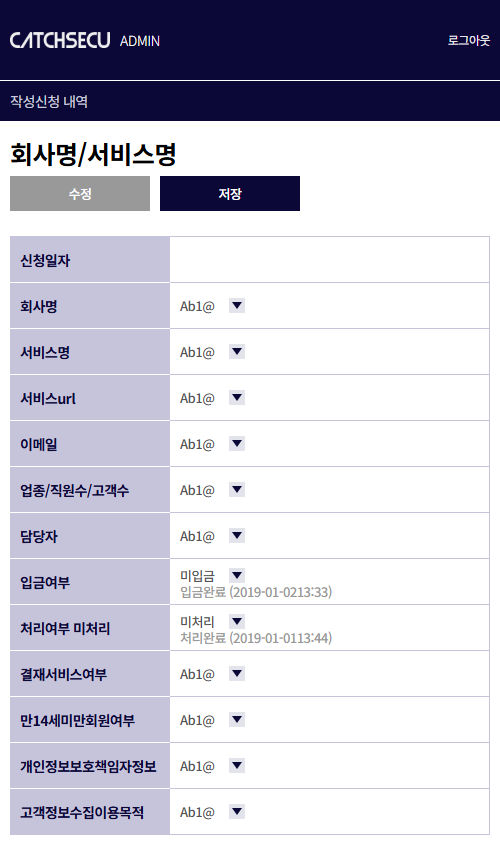 CATCHSECU ADMIN 로그아웃
작성신청 내역
회사명/서비스명
수정 저장
신청일자
회사명 Ab1@
서비스명 Ab1@
서비스url Ab1@
이메일 Ab1@
업종/직원수/고객수 Ab1@
담당자 Ab1@
입금여부 미입금
입금완료 (2019-01-0213:33)
처리여부 미처리 미처리
처리완료 (2019-01-0113:44)
결재서비스여부 Ab1@
만14세미만회원여부 Ab1@
개인정보보호책임자정보 Ab1@
고객정보수집이용목적 Ab1@